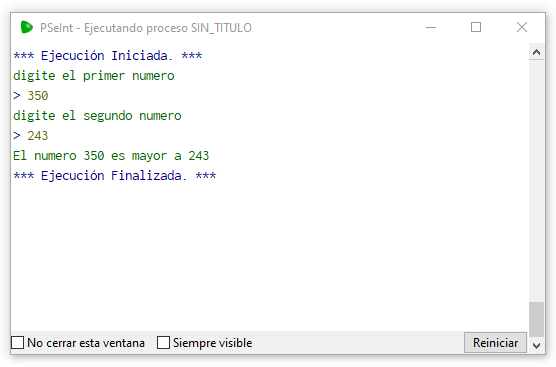 PSeInt - Ejecutando proceso SIN_TITULO
*** Ejecución Iniciada. ***
digite el primer numero
> 350
digite el segundo numero
> 243
El numero 350 es mayor a 243
*** Ejecución Finalizada. ***
No cerrar esta ventana Siempre visible Reiniciar